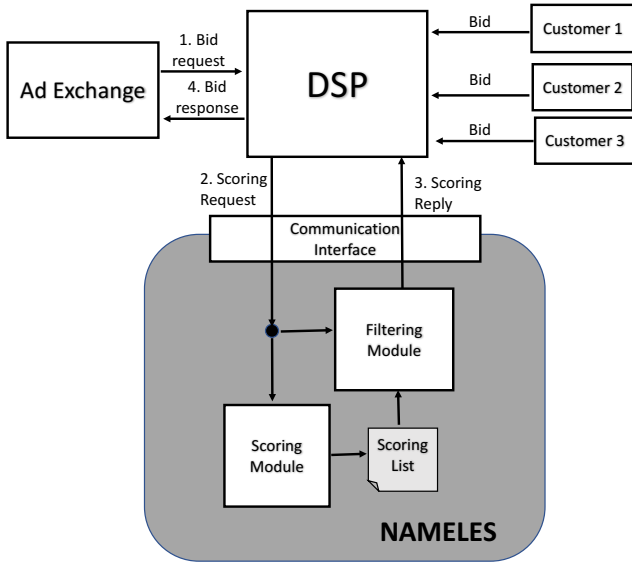 Ad Exchange
1. Bid
request
4. Bid
response
DSP
Bid
Customer 1
Bid
Customer 2
Bid
Customer 3
2. Scoring
Request
3. Scoring
Reply
Communication
Interface
Filtering
Module
Scoring
Module
Scoring
List
NAMELES